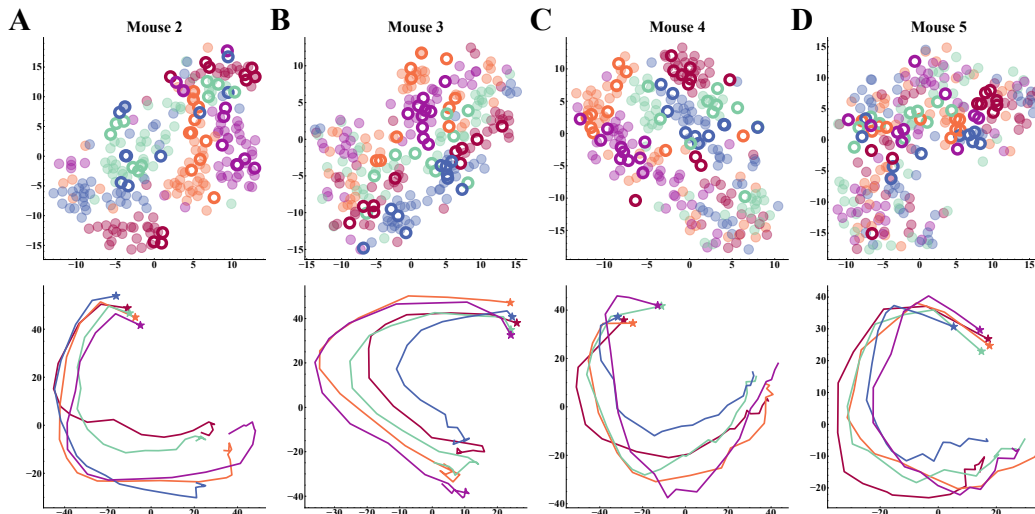 A B C D
Mouse 2 Mouse 3 Mouse 4 Mouse 5
15 10 5 0 −5 −10 −15
−10 −5 0 5 10
15 10 5 0 −5 −10 −15
−15 −10 −5 0 5 10 15
10 5 0 −5 −10 −15
−10 −5 0 5 10 15
15 10 5 0 −5 −10 −15
−10 −5 0 5 10 15
40 20 0 −20
−40 −20 0 20 40
40 20 0 −20 −40
−40 −20 0 20
40 20 0 −20 −40
−40 −20 0 20 40
40 30 20 10 0 −10 −20
−20 0 20